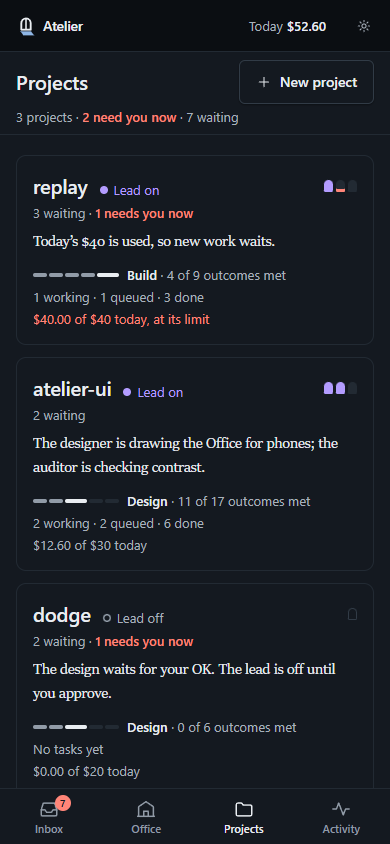 Atelier
Today $52.60
Projects
+ New project
3 projects · 2 need you now · 7 waiting
replay
Lead on
3 waiting · 1 needs you now
Today’s $40 is used, so new work waits.
Build · 4 of 9 outcomes met
1 working · 1 queued · 3 done
$40.00 of $40 today, at its limit
atelier-ui
Lead on
2 waiting
The designer is drawing the Office for phones; the
auditor is checking contrast.
Design · 11 of 17 outcomes met
2 working · 2 queued · 6 done
$12.60 of $30 today
dodge
Lead off
2 waiting · 1 needs you now
The design waits for your OK. The lead is off until
you approve.
Design · 0 of 6 outcomes met
No tasks yet
$0.00 of $20 today
7
Inbox
Office
Projects
Activity